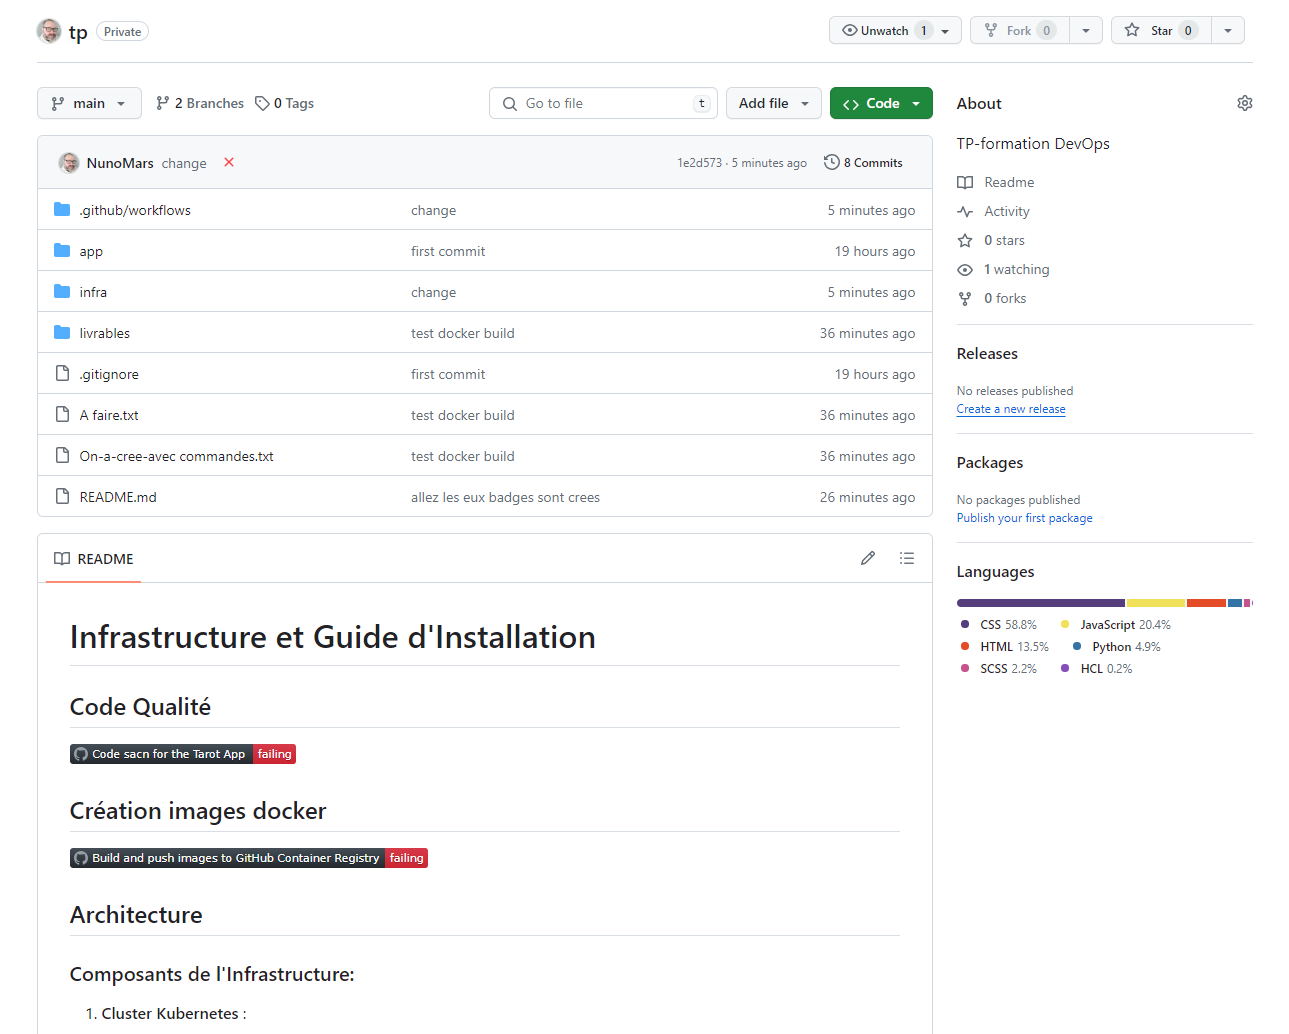 tp Private Unwatch 1 Fork 0 Star 0
main 2 Branches 0 Tags Go to file t Add file Code
NunoMars change 1e2d573 · 5 minutes ago 8 Commits
.github/workflows change 5 minutes ago
app first commit 19 hours ago
infra change 5 minutes ago
livrables test docker build 36 minutes ago
.gitignore first commit 19 hours ago
A faire.txt test docker build 36 minutes ago
On-a-cree-avec commandes.txt test docker build 36 minutes ago
README.md allez les eux badges sont crees 26 minutes ago
README
Infrastructure et Guide d'Installation
Code Qualité
Code sacn for the Tarot App failing
Création images docker
Build and push images to GitHub Container Registry failing
Architecture
Composants de l'Infrastructure:
1. Cluster Kubernetes :
About
TP-formation DevOps
Readme
Activity
0 stars
1 watching
0 forks
Releases
No releases published
Create a new release
Packages
No packages published
Publish your first package
Languages
CSS 58.8% JavaScript 20.4%
HTML 13.5% Python 4.9%
SCSS 2.2% HCL 0.2%